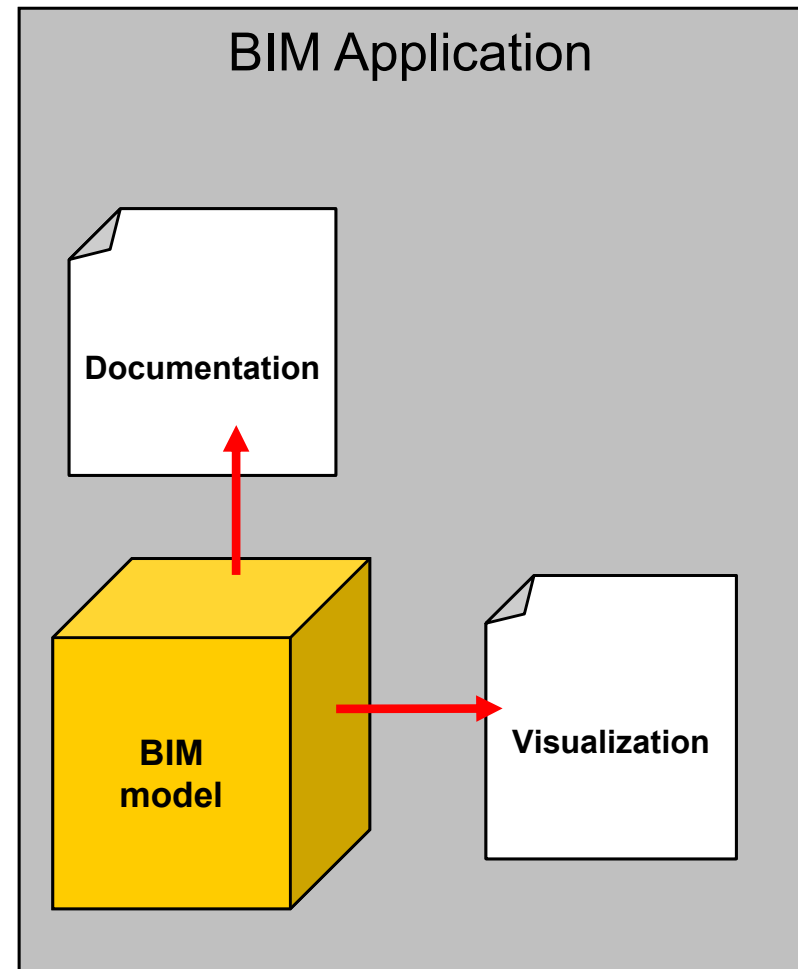 BIM Application
Documentation
BIM
model
Visualization